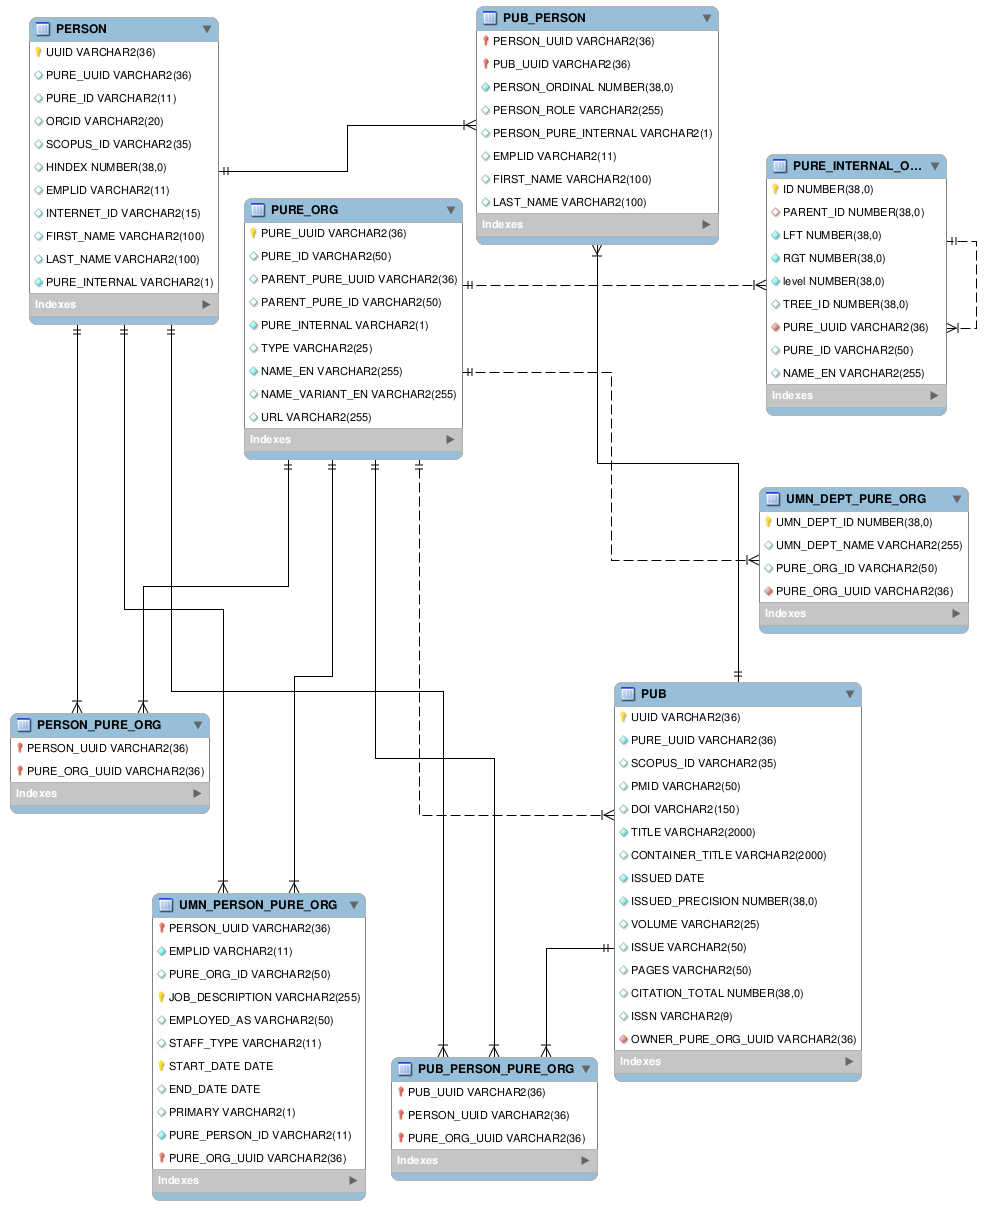 PERSON
UUID VARCHAR2(36)
PURE_UUID VARCHAR2(36)
PURE_ID VARCHAR2(11)
ORCID VARCHAR2(20)
SCOPUS_ID VARCHAR2(35)
HINDEX NUMBER(38,0)
EMPLID VARCHAR2(11)
INTERNET_ID VARCHAR2(15)
FIRST_NAME VARCHAR2(100)
LAST_NAME VARCHAR2(100)
PURE_INTERNAL VARCHAR2(1)
Indexes
PUB_PERSON
PERSON_UUID VARCHAR2(36)
PUB_UUID VARCHAR2(36)
PERSON_ORDINAL NUMBER(38,0)
PERSON_ROLE VARCHAR2(255)
PERSON_PURE_INTERNAL VARCHAR2(1)
EMPLID VARCHAR2(11)
FIRST_NAME VARCHAR2(100)
LAST_NAME VARCHAR2(100)
Indexes
PURE_INTERNAL_O...
ID NUMBER(38,0)
PARENT_ID NUMBER(38,0)
LFT NUMBER(38,0)
RGT NUMBER(38,0)
level NUMBER(38,0)
TREE_ID NUMBER(38,0)
PURE_UUID VARCHAR2(36)
PURE_ID VARCHAR2(50)
NAME_EN VARCHAR2(255)
Indexes
PURE_ORG
PURE_UUID VARCHAR2(36)
PURE_ID VARCHAR2(50)
PARENT_PURE_UUID VARCHAR2(36)
PARENT_PURE_ID VARCHAR2(50)
PURE_INTERNAL VARCHAR2(1)
TYPE VARCHAR2(25)
NAME_EN VARCHAR2(255)
NAME_VARIANT_EN VARCHAR2(255)
URL VARCHAR2(255)
Indexes
UMN_DEPT_PURE_ORG
UMN_DEPT_ID NUMBER(38,0)
UMN_DEPT_NAME VARCHAR2(255)
PURE_ORG_ID VARCHAR2(50)
PURE_ORG_UUID VARCHAR2(36)
Indexes
PERSON_PURE_ORG
PERSON_UUID VARCHAR2(36)
PURE_ORG_UUID VARCHAR2(36)
Indexes
PUB
UUID VARCHAR2(36)
PURE_UUID VARCHAR2(36)
SCOPUS_ID VARCHAR2(35)
PMID VARCHAR2(50)
DOI VARCHAR2(150)
TITLE VARCHAR2(2000)
CONTAINER_TITLE VARCHAR2(2000)
ISSUED DATE
ISSUED_PRECISION NUMBER(38,0)
VOLUME VARCHAR2(25)
ISSUE VARCHAR2(50)
PAGES VARCHAR2(50)
CITATION_TOTAL NUMBER(38,0)
ISSN VARCHAR2(9)
OWNER_PURE_ORG_UUID VARCHAR2(36)
Indexes
UMN_PERSON_PURE_ORG
PERSON_UUID VARCHAR2(36)
EMPLID VARCHAR2(11)
PURE_ORG_ID VARCHAR2(50)
JOB_DESCRIPTION VARCHAR2(255)
EMPLOYED_AS VARCHAR2(50)
STAFF_TYPE VARCHAR2(11)
START_DATE DATE
END_DATE DATE
PRIMARY VARCHAR2(1)
PURE_PERSON_ID VARCHAR2(11)
PURE_ORG_UUID VARCHAR2(36)
Indexes
PUB_PERSON_PURE_ORG
PUB_UUID VARCHAR2(36)
PERSON_UUID VARCHAR2(36)
PURE_ORG_UUID VARCHAR2(36)
Indexes